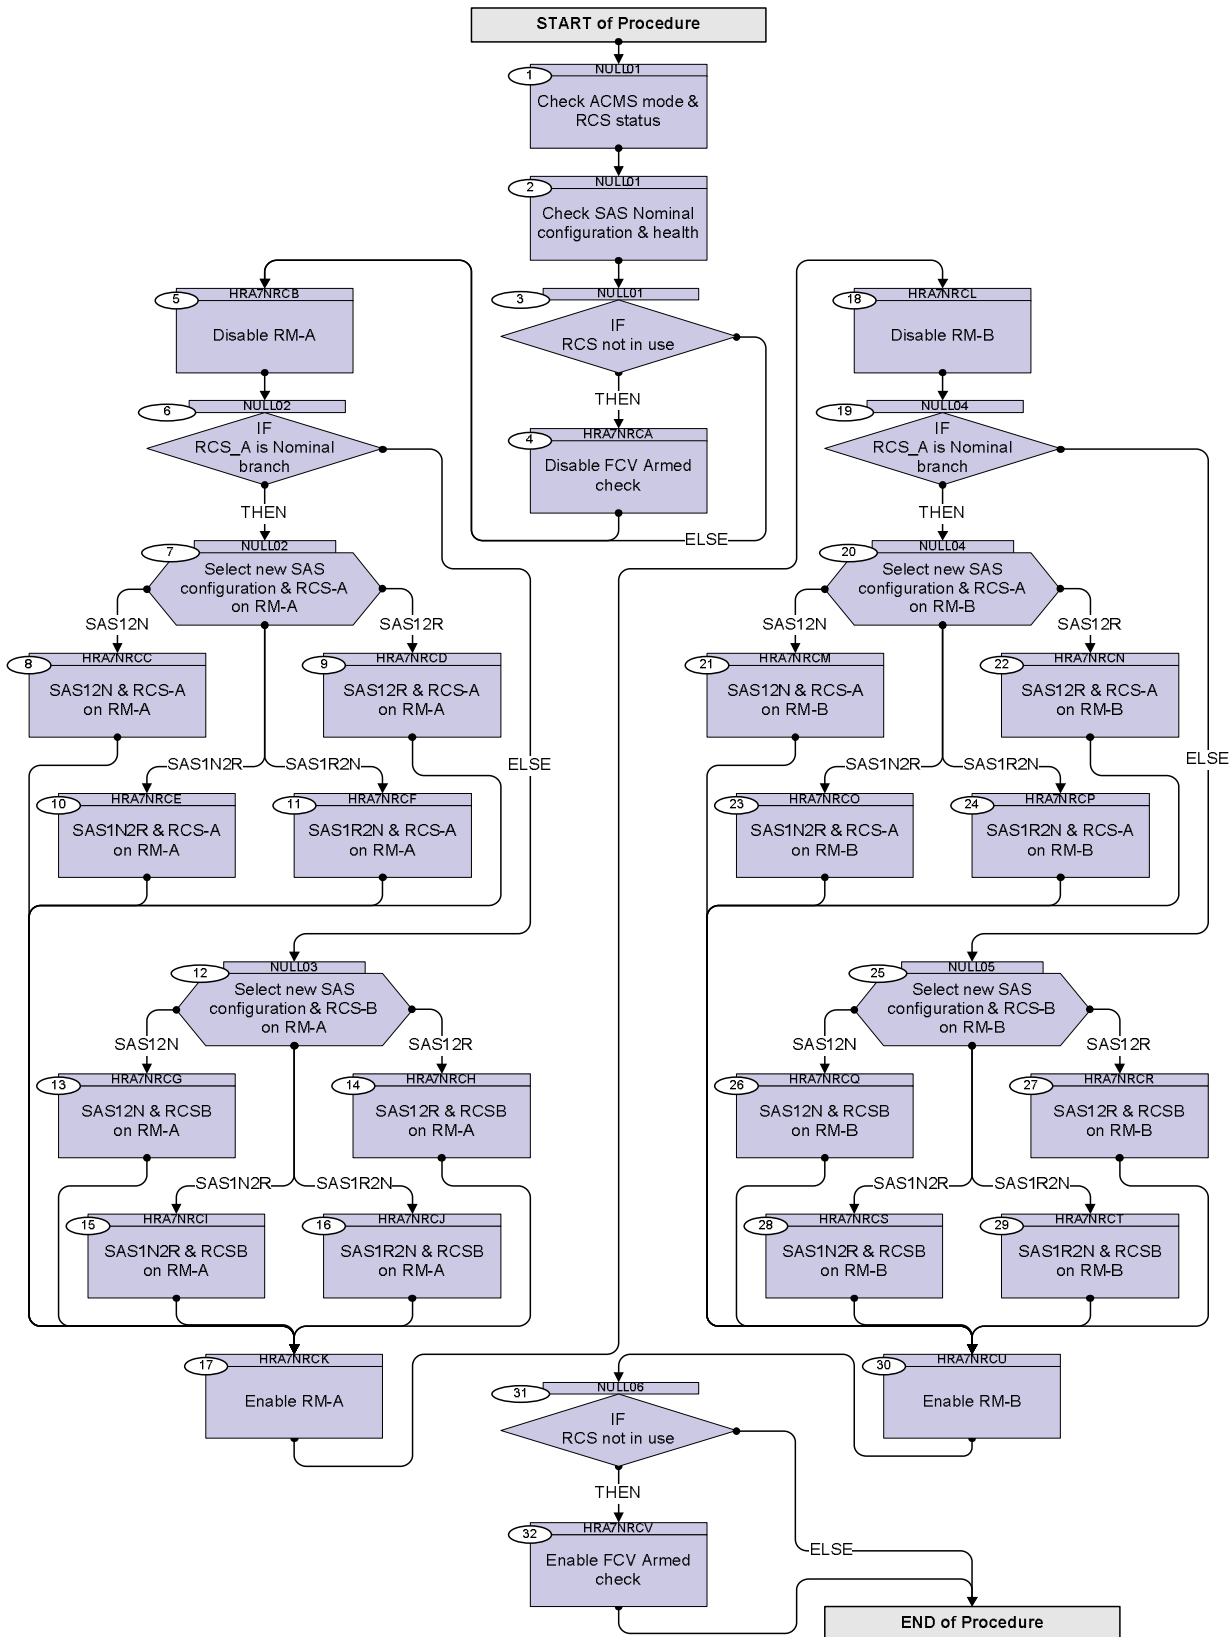 START of Procedure
NULL01
1
Check ACMS mode &
RCS status
NULL01
2
Check SAS Nominal
configuration & health
NULL01
3
IF
RCS not in use
THEN
HRA7NRCA
4
Disable FCV Armed
check
ELSE
HRA7NRCB
5
Disable RM-A
NULL02
6
IF
RCS_A is Nominal
branch
THEN
NULL02
7
Select new SAS
configuration & RCS-A
on RM-A
SAS12N
SAS12R
HRA7NRCC
8
SAS12N & RCS-A
on RM-A
HRA7NRCD
9
SAS12R & RCS-A
on RM-A
SAS1N2R
SAS1R2N
ELSE
HRA7NRCE
10
SAS1N2R & RCS-A
on RM-A
HRA7NRCF
11
SAS1R2N & RCS-A
on RM-A
NULL03
12
Select new SAS
configuration & RCS-B
on RM-A
SAS12N
SAS12R
HRA7NRCG
13
SAS12N & RCSB
on RM-A
HRA7NRCH
14
SAS12R & RCSB
on RM-A
SAS1N2R
SAS1R2N
HRA7NRCI
15
SAS1N2R & RCSB
on RM-A
HRA7NRCJ
16
SAS1R2N & RCSB
on RM-A
HRA7NRCK
17
Enable RM-A
HRA7NRCL
18
Disable RM-B
NULL04
19
IF
RCS_A is Nominal
branch
THEN
NULL04
20
Select new SAS
configuration & RCS-A
on RM-B
SAS12N
SAS12R
HRA7NRCM
21
SAS12N & RCS-A
on RM-B
HRA7NRCN
22
SAS12R & RCS-A
on RM-B
SAS1N2R
SAS1R2N
ELSE
HRA7NRCO
23
SAS1N2R & RCS-A
on RM-B
HRA7NRCP
24
SAS1R2N & RCS-A
on RM-B
NULL05
25
Select new SAS
configuration & RCS-B
on RM-B
SAS12N
SAS12R
HRA7NRCQ
26
SAS12N & RCSB
on RM-B
HRA7NRCR
27
SAS12R & RCSB
on RM-B
SAS1N2R
SAS1R2N
HRA7NRCS
28
SAS1N2R & RCSB
on RM-B
HRA7NRCT
29
SAS1R2N & RCSB
on RM-B
HRA7NRCU
30
Enable RM-B
NULL06
31
IF
RCS not in use
THEN
HRA7NRCV
32
Enable FCV Armed
check
ELSE
END of Procedure